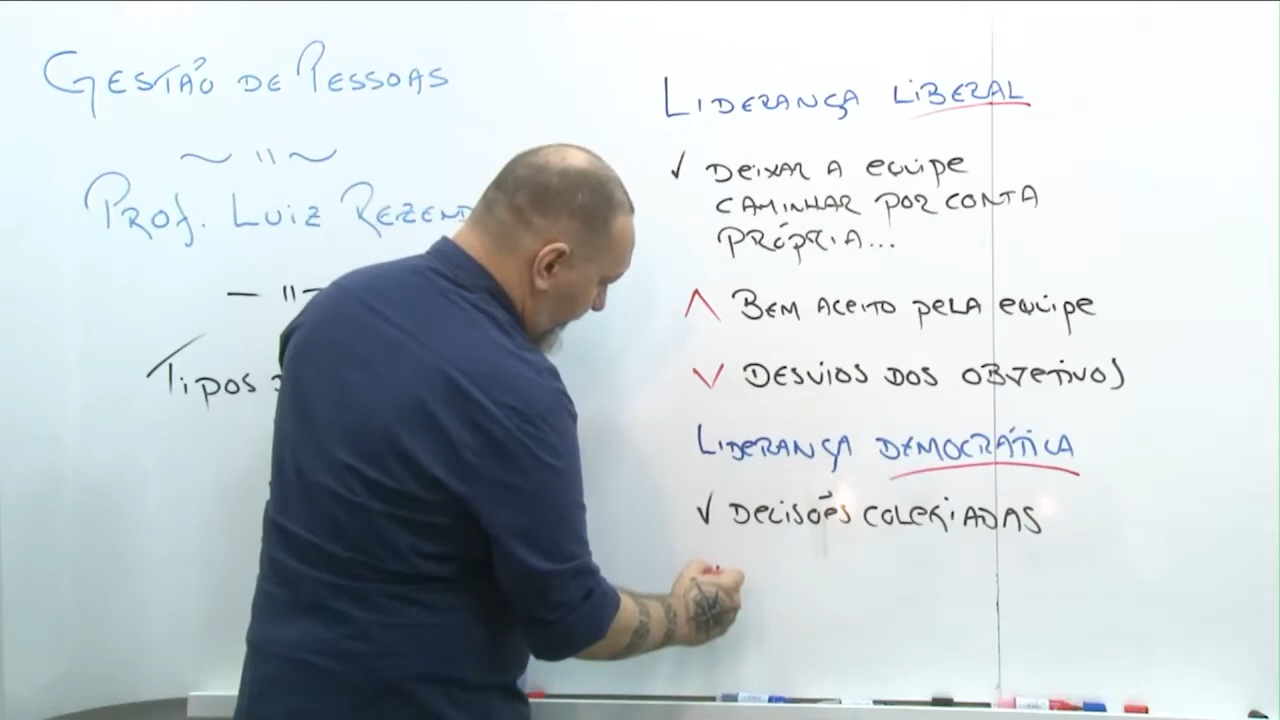 GESTÃO DE PESSOAS
~ " ~
PROF. LUIZ REZEND
— " —
TIPOS
LIDERANÇA LIBERAL
✓ DEIXAR A EQUIPE
CAMINHAR POR CONTA
PRÓPRIA...
∧ BEM ACEITO PELA EQUIPE
∨ DESVIOS DOS OBJETIVOS
LIDERANÇA DEMOCRÁTICA
✓ DECISÕES COLEGIADAS